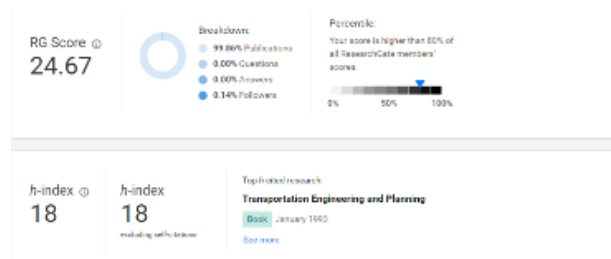 RG Score
24.67
Breakdown:
99.86% Publications
0.00% Questions
0.00% Answers
0.14% Followers
Percentile:
Your score is higher than 80% of
all ResearchGate members'
scores.
0% 50% 100%
h-index
18
h-index
18
excluding self-citations
Top h-cited research:
Transportation Engineering and Planning
Book January 1993
See more